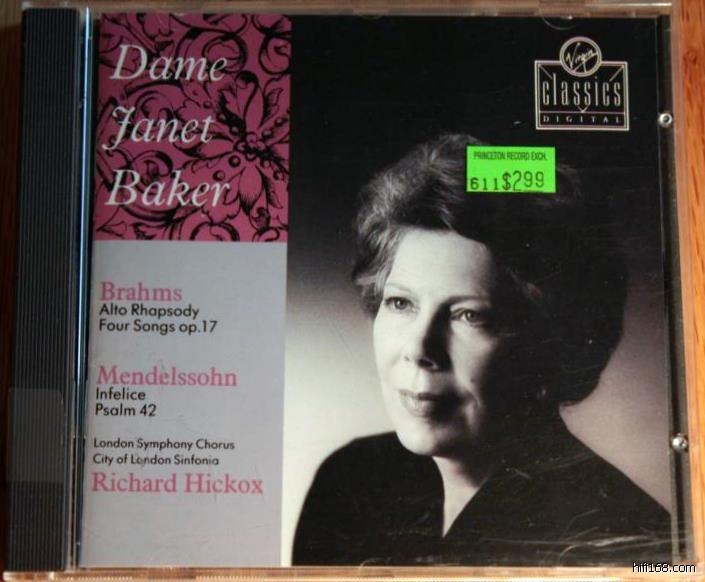 Dame
Janet
Baker
Virgin
classics
DIGITAL
PRINCETON RECORD EXCH.
611$2.99
Brahms
Alto Rhapsody
Four Songs op.17
Mendelssohn
Infelice
Psalm 42
London Symphony Chorus
City of London Sinfonia
Richard Hickox
hifi168.com